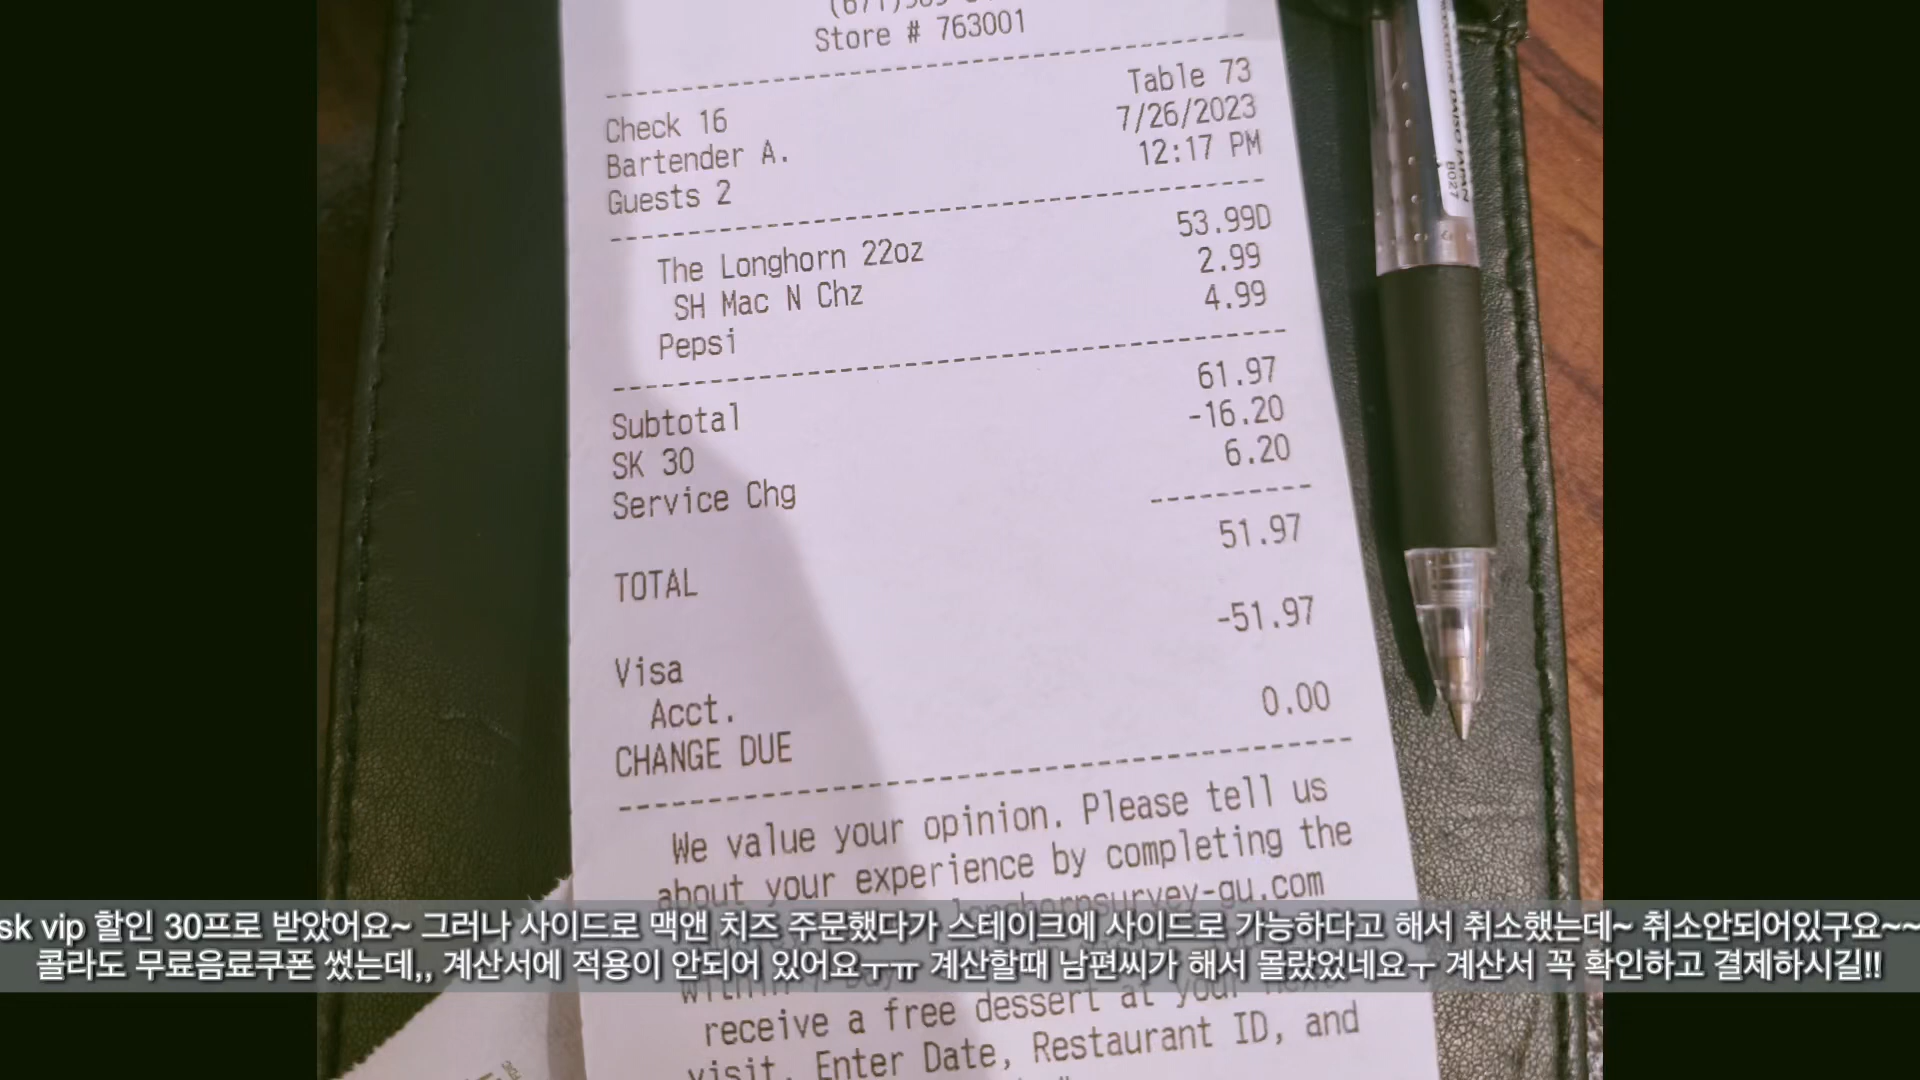 Store # 763001
Table 73
Check 16
7/26/2023
Bartender A.
12:17 PM
Guests 2
The Longhorn 22oz 53.99D
SH Mac N Chz 2.99
Pepsi 4.99
Subtotal 61.97
SK 30 -16.20
Service Chg 6.20
TOTAL 51.97
Visa -51.97
Acct.
CHANGE DUE 0.00
We value your opinion. Please tell us
about your experience by completing the
longhornsurvey-gu.com
sk vip 할인 30프로 받았어요~ 그러나 사이드로 맥앤 치즈 주문했다가 스테이크에 사이드로 가능하다고 해서 취소했는데~ 취소안되어있구요~~
콜라도 무료음료쿠폰 썼는데,, 계산서에 적용이 안되어 있어요ㅜㅠ 계산할때 남편씨가 해서 몰랐었네요ㅜ 계산서 꼭 확인하고 결제하시길!!
receive a free dessert at your
visit. Enter Date, Restaurant ID, and
JAPAN
8027